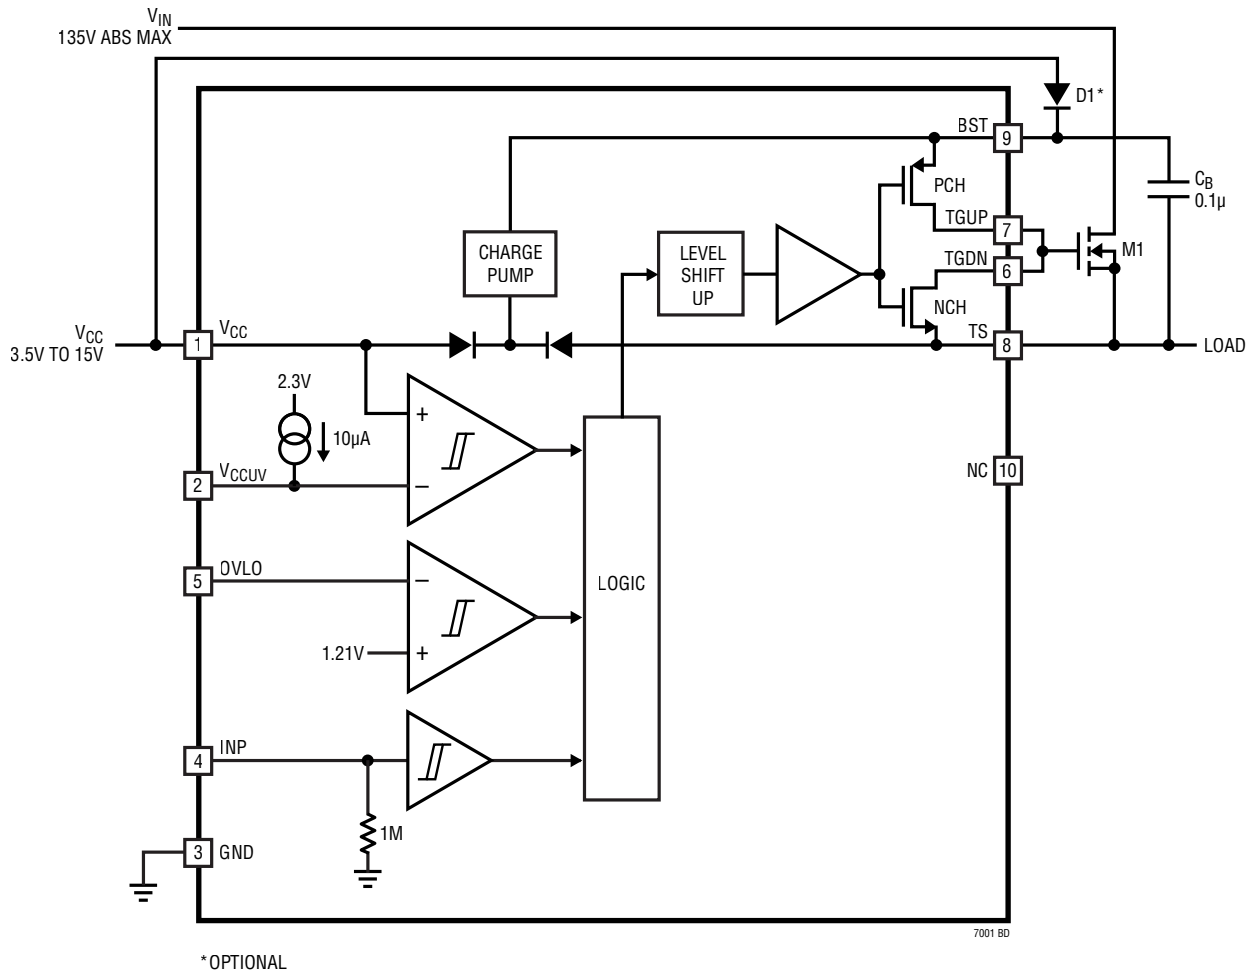 VIN
135V ABS MAX
D1*
BST
9
PCH
CB
0.1µ
TGUP
7
CHARGE
PUMP
LEVEL
SHIFT
UP
TGDN
6
M1
NCH
VCC
3.5V TO 15V
1
VCC
TS
8
LOAD
2.3V
10µA
+
2
VCCUV
−
NC
10
5
OVLO
−
LOGIC
1.21V
+
4
INP
1M
3
GND
7001 BD
*OPTIONAL